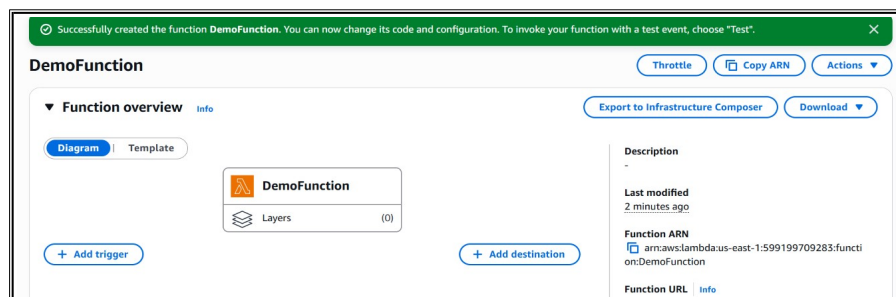 Successfully created the function DemoFunction. You can now change its code and configuration. To invoke your function with a test event, choose "Test".
DemoFunction
Throttle
Copy ARN
Actions
Function overview
Info
Export to Infrastructure Composer
Download
Diagram
Template
DemoFunction
Layers
(0)
+ Add trigger
+ Add destination
Description
-
Last modified
2 minutes ago
Function ARN
arn:aws:lambda:us-east-1:599199709283:functi
on:DemoFunction
Function URL
Info